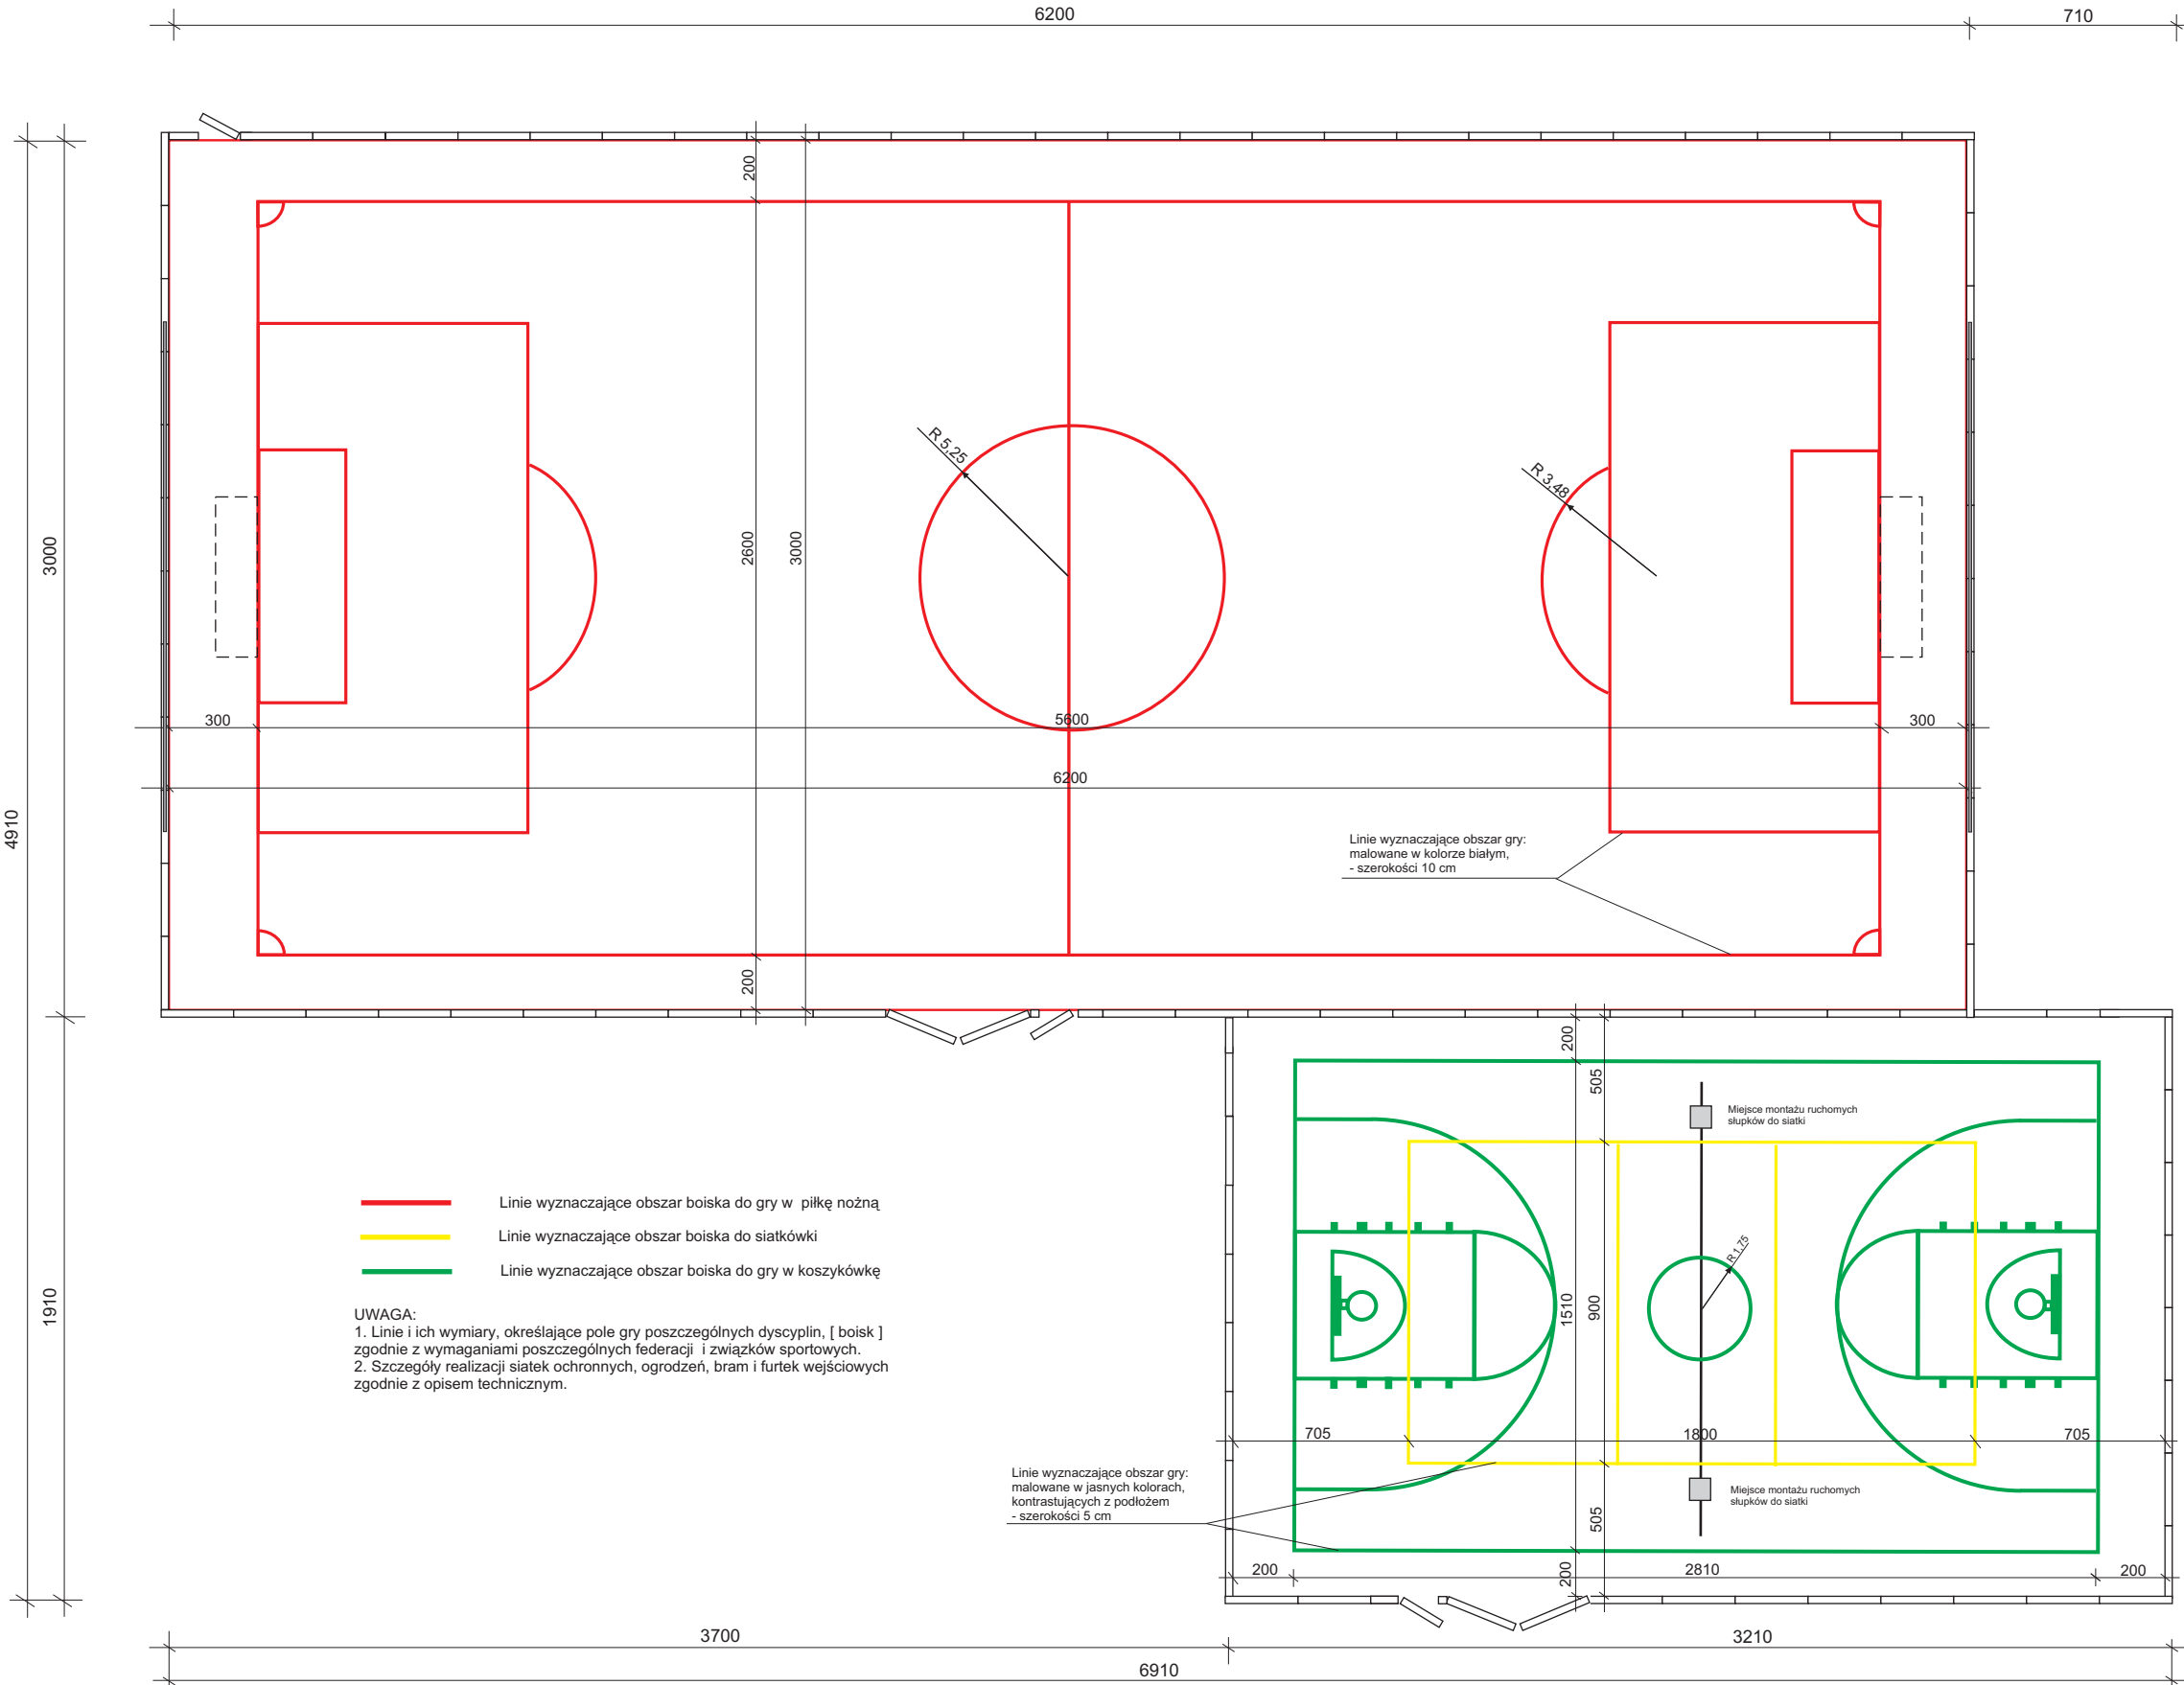 6200
710
200
3000
2600
3000
4910
R 5,25
R 3,48
300
5600
300
6200
Linie wyznaczające obszar gry:
malowane w kolorze białym,
- szerokości 10 cm
200
200
505
Miejsce montażu ruchomych
słupków do siatki
Linie wyznaczające obszar boiska do gry w piłkę nożną
Linie wyznaczające obszar boiska do siatkówki
Linie wyznaczające obszar boiska do gry w koszykówkę
R 1,75
1910
1510
900
UWAGA:
1. Linie i ich wymiary, określające pole gry poszczególnych dyscyplin, [ boisk ]
zgodnie z wymaganiami poszczególnych federacji i związków sportowych.
2. Szczegóły realizacji siatek ochronnych, ogrodzeń, bram i furtek wejściowych
zgodnie z opisem technicznym.
705
1800
705
Linie wyznaczające obszar gry:
malowane w jasnych kolorach,
kontrastujących z podłożem
- szerokości 5 cm
Miejsce montażu ruchomych
słupków do siatki
505
200
200
2810
200
3700
3210
6910